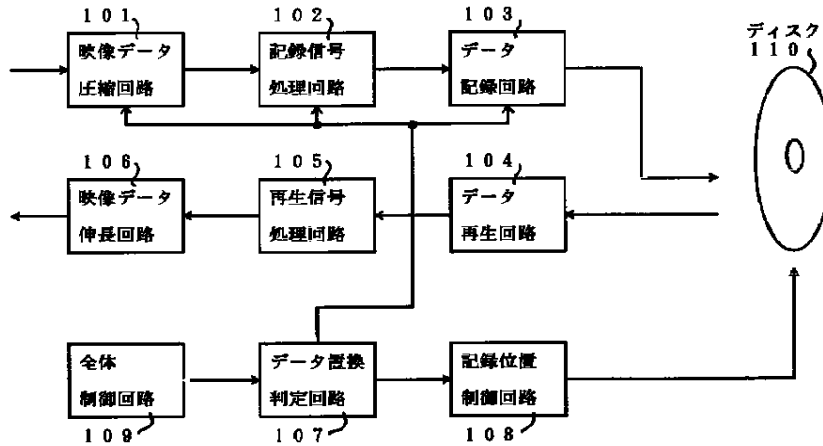 101
映像データ
圧縮回路
102
記録信号
処理回路
103
データ
記録回路
ディスク
110
106
映像データ
伸長回路
105
再生信号
処理回路
104
データ
再生回路
全体
制御回路
109
データ置換
判定回路
107
記録位置
制御回路
108